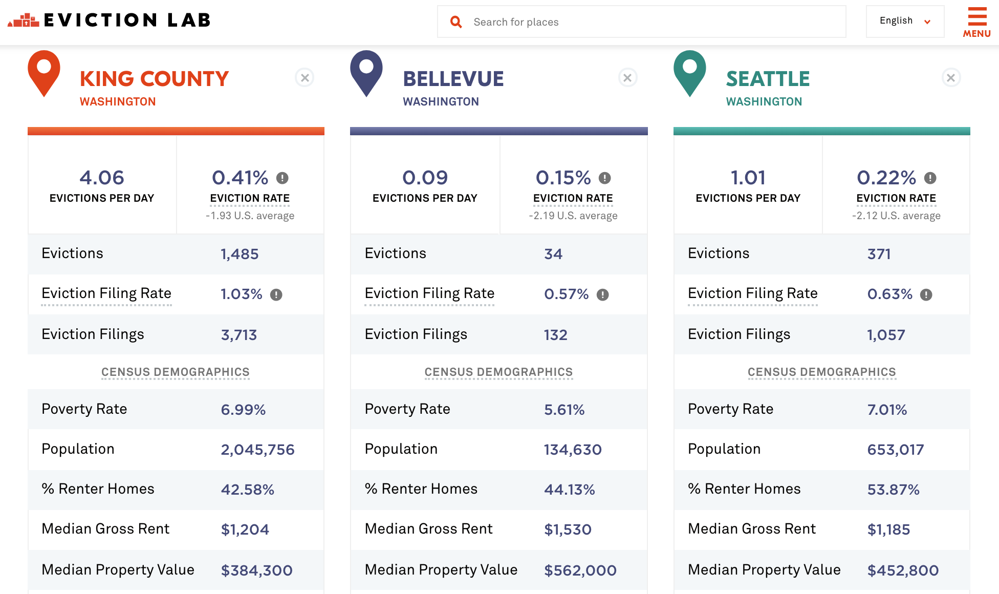 EVICTION LAB
Search for places
English
MENU
KING COUNTY
WASHINGTON
4.06
EVICTIONS PER DAY
0.41%
EVICTION RATE
-1.93 U.S. average
Evictions 1,485
Eviction Filing Rate 1.03%
Eviction Filings 3,713
CENSUS DEMOGRAPHICS
Poverty Rate 6.99%
Population 2,045,756
% Renter Homes 42.58%
Median Gross Rent $1,204
Median Property Value $384,300
BELLEVUE
WASHINGTON
0.09
EVICTIONS PER DAY
0.15%
EVICTION RATE
-2.19 U.S. average
Evictions 34
Eviction Filing Rate 0.57%
Eviction Filings 132
CENSUS DEMOGRAPHICS
Poverty Rate 5.61%
Population 134,630
% Renter Homes 44.13%
Median Gross Rent $1,530
Median Property Value $562,000
SEATTLE
WASHINGTON
1.01
EVICTIONS PER DAY
0.22%
EVICTION RATE
-2.12 U.S. average
Evictions 371
Eviction Filing Rate 0.63%
Eviction Filings 1,057
CENSUS DEMOGRAPHICS
Poverty Rate 7.01%
Population 653,017
% Renter Homes 53.87%
Median Gross Rent $1,185
Median Property Value $452,800